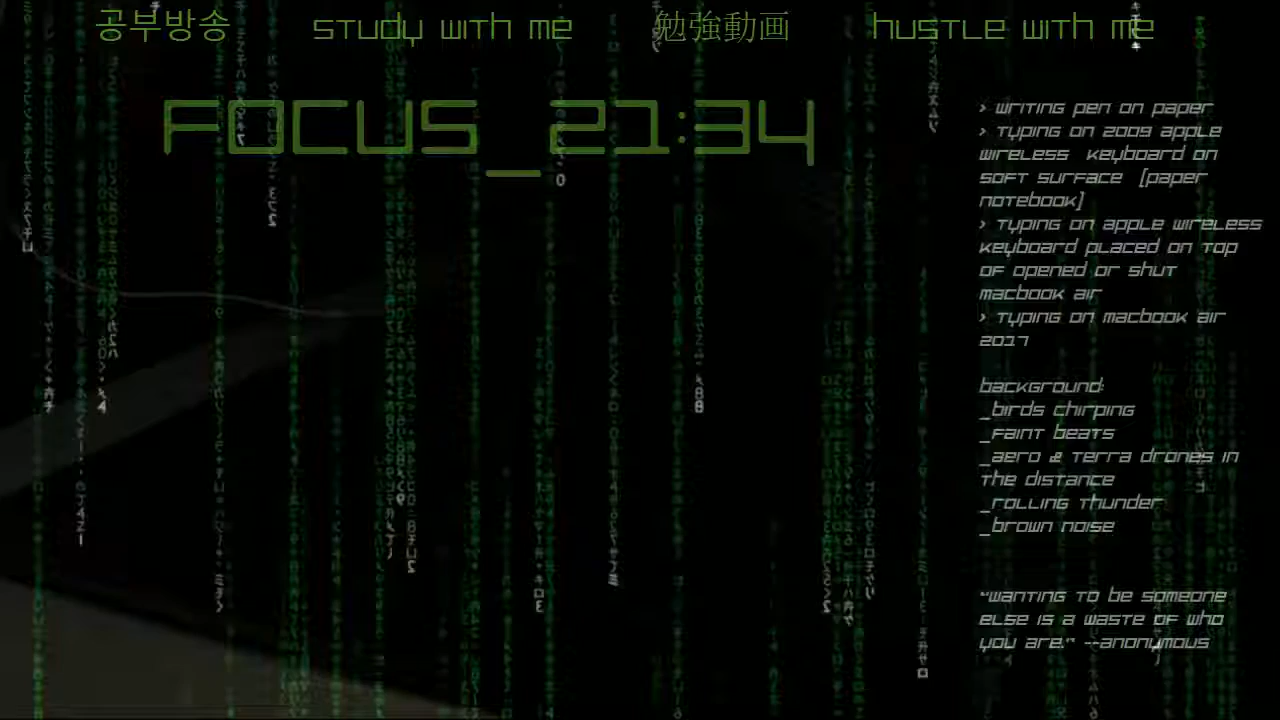 공부방송 study with me 勉強動画 hustle with me
FOCUS_21:34
> writing pen on paper
> typing on 2009 apple
wireless keyboard on
soft surface [paper
notebook]
> typing on apple wireless
keyboard placed on top
of opened or shut
macbook air
> typing on macbook air
2017
background:
_birds chirping
_faint beats
_aero & terra drones in
the distance
_rolling thunder
_brown noise
"wanting to be someone
else is a waste of who
you are." --anonymous